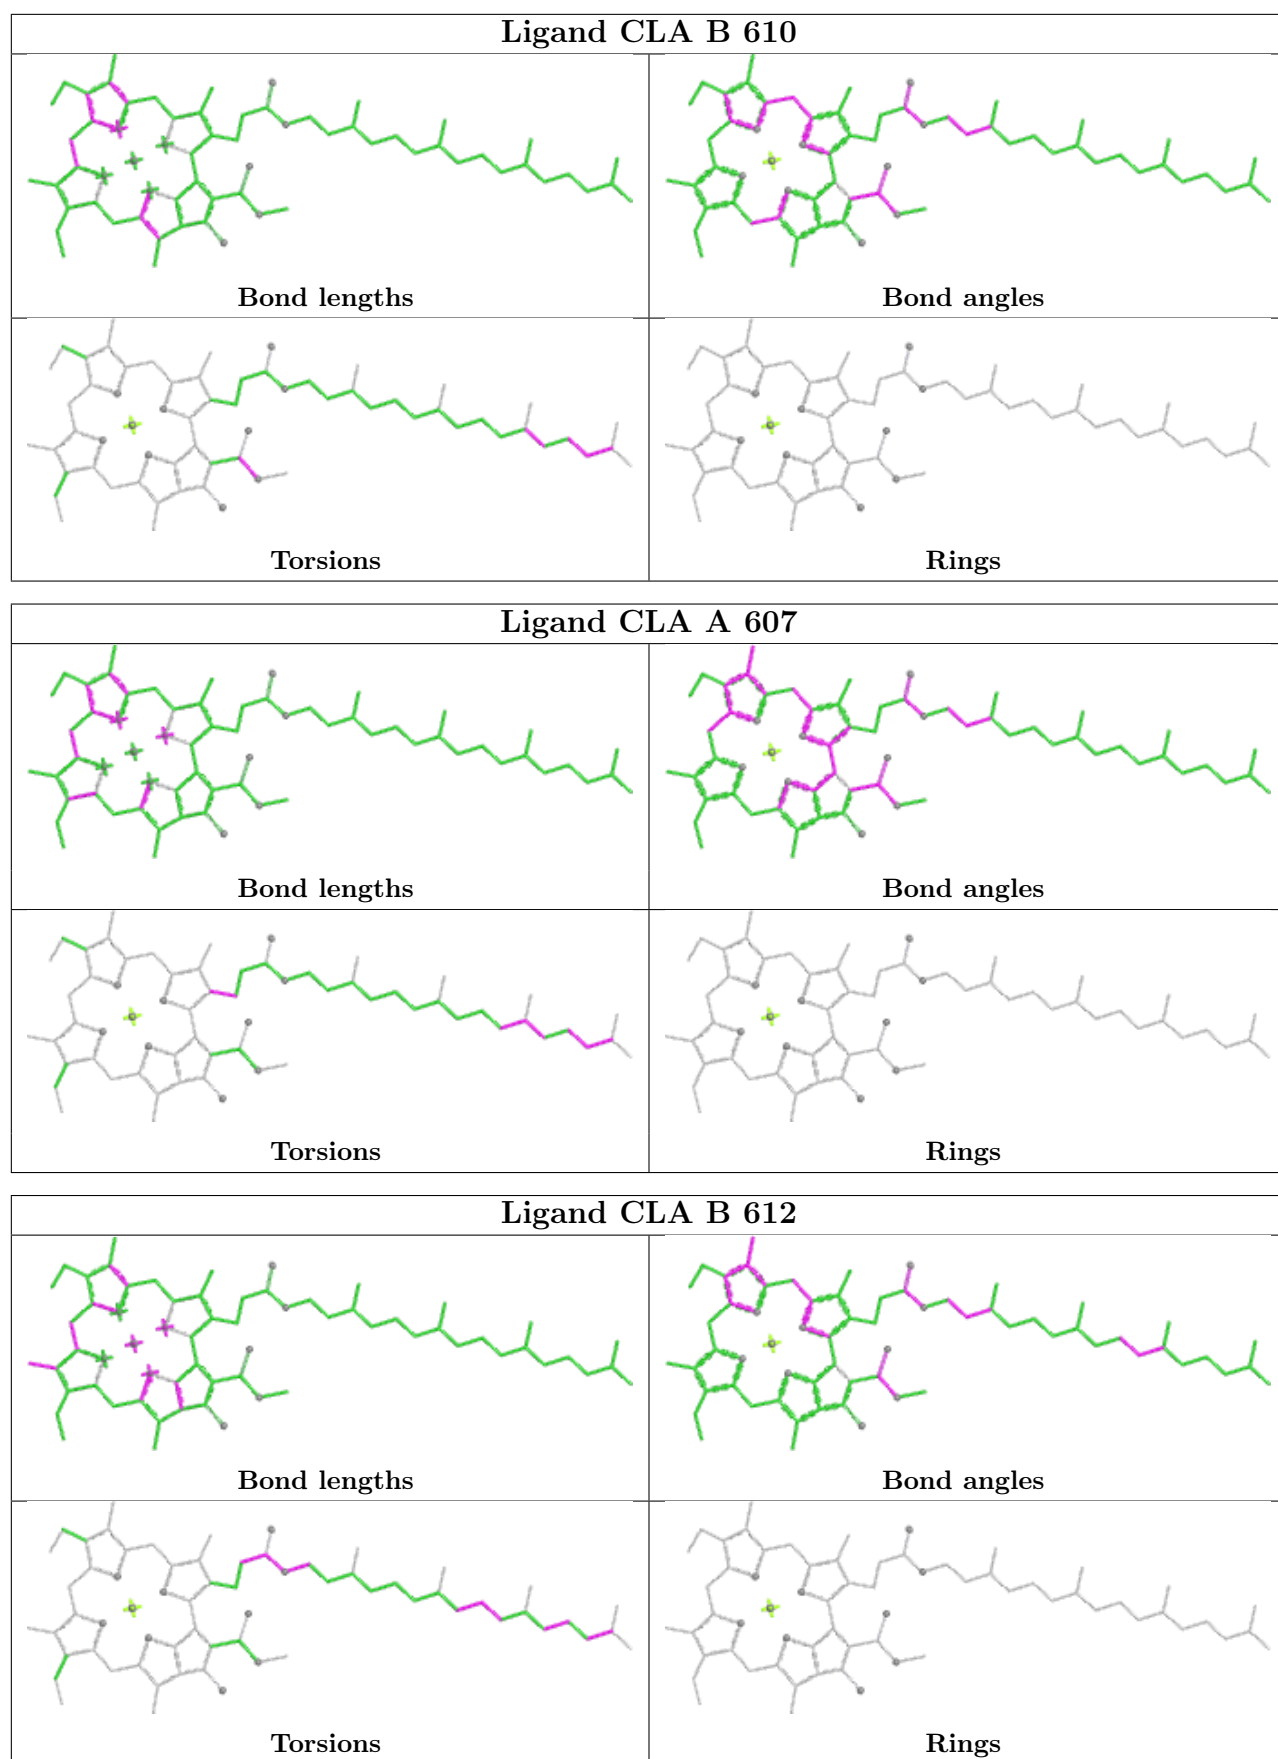 Ligand CLA B 610
Bond lengths
Bond angles
Torsions
Rings
Ligand CLA A 607
Bond lengths
Bond angles
Torsions
Rings
Ligand CLA B 612
Bond lengths
Bond angles
Torsions
Rings